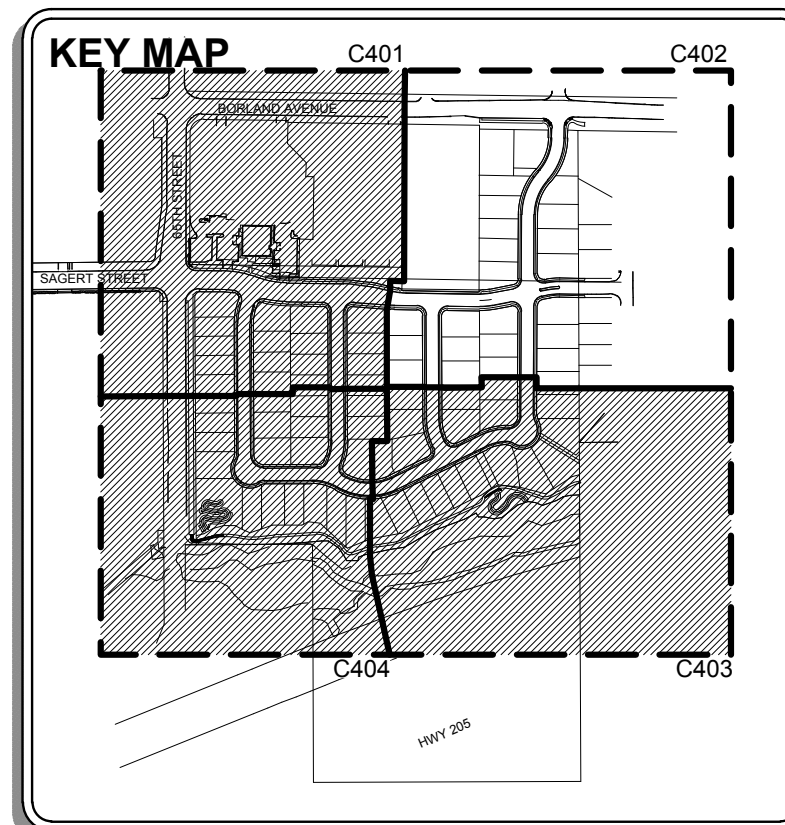 KEY MAP
C401
C402
BORLAND AVENUE
65TH STREET
SAGERT STREET
C404
C403
HWY 205